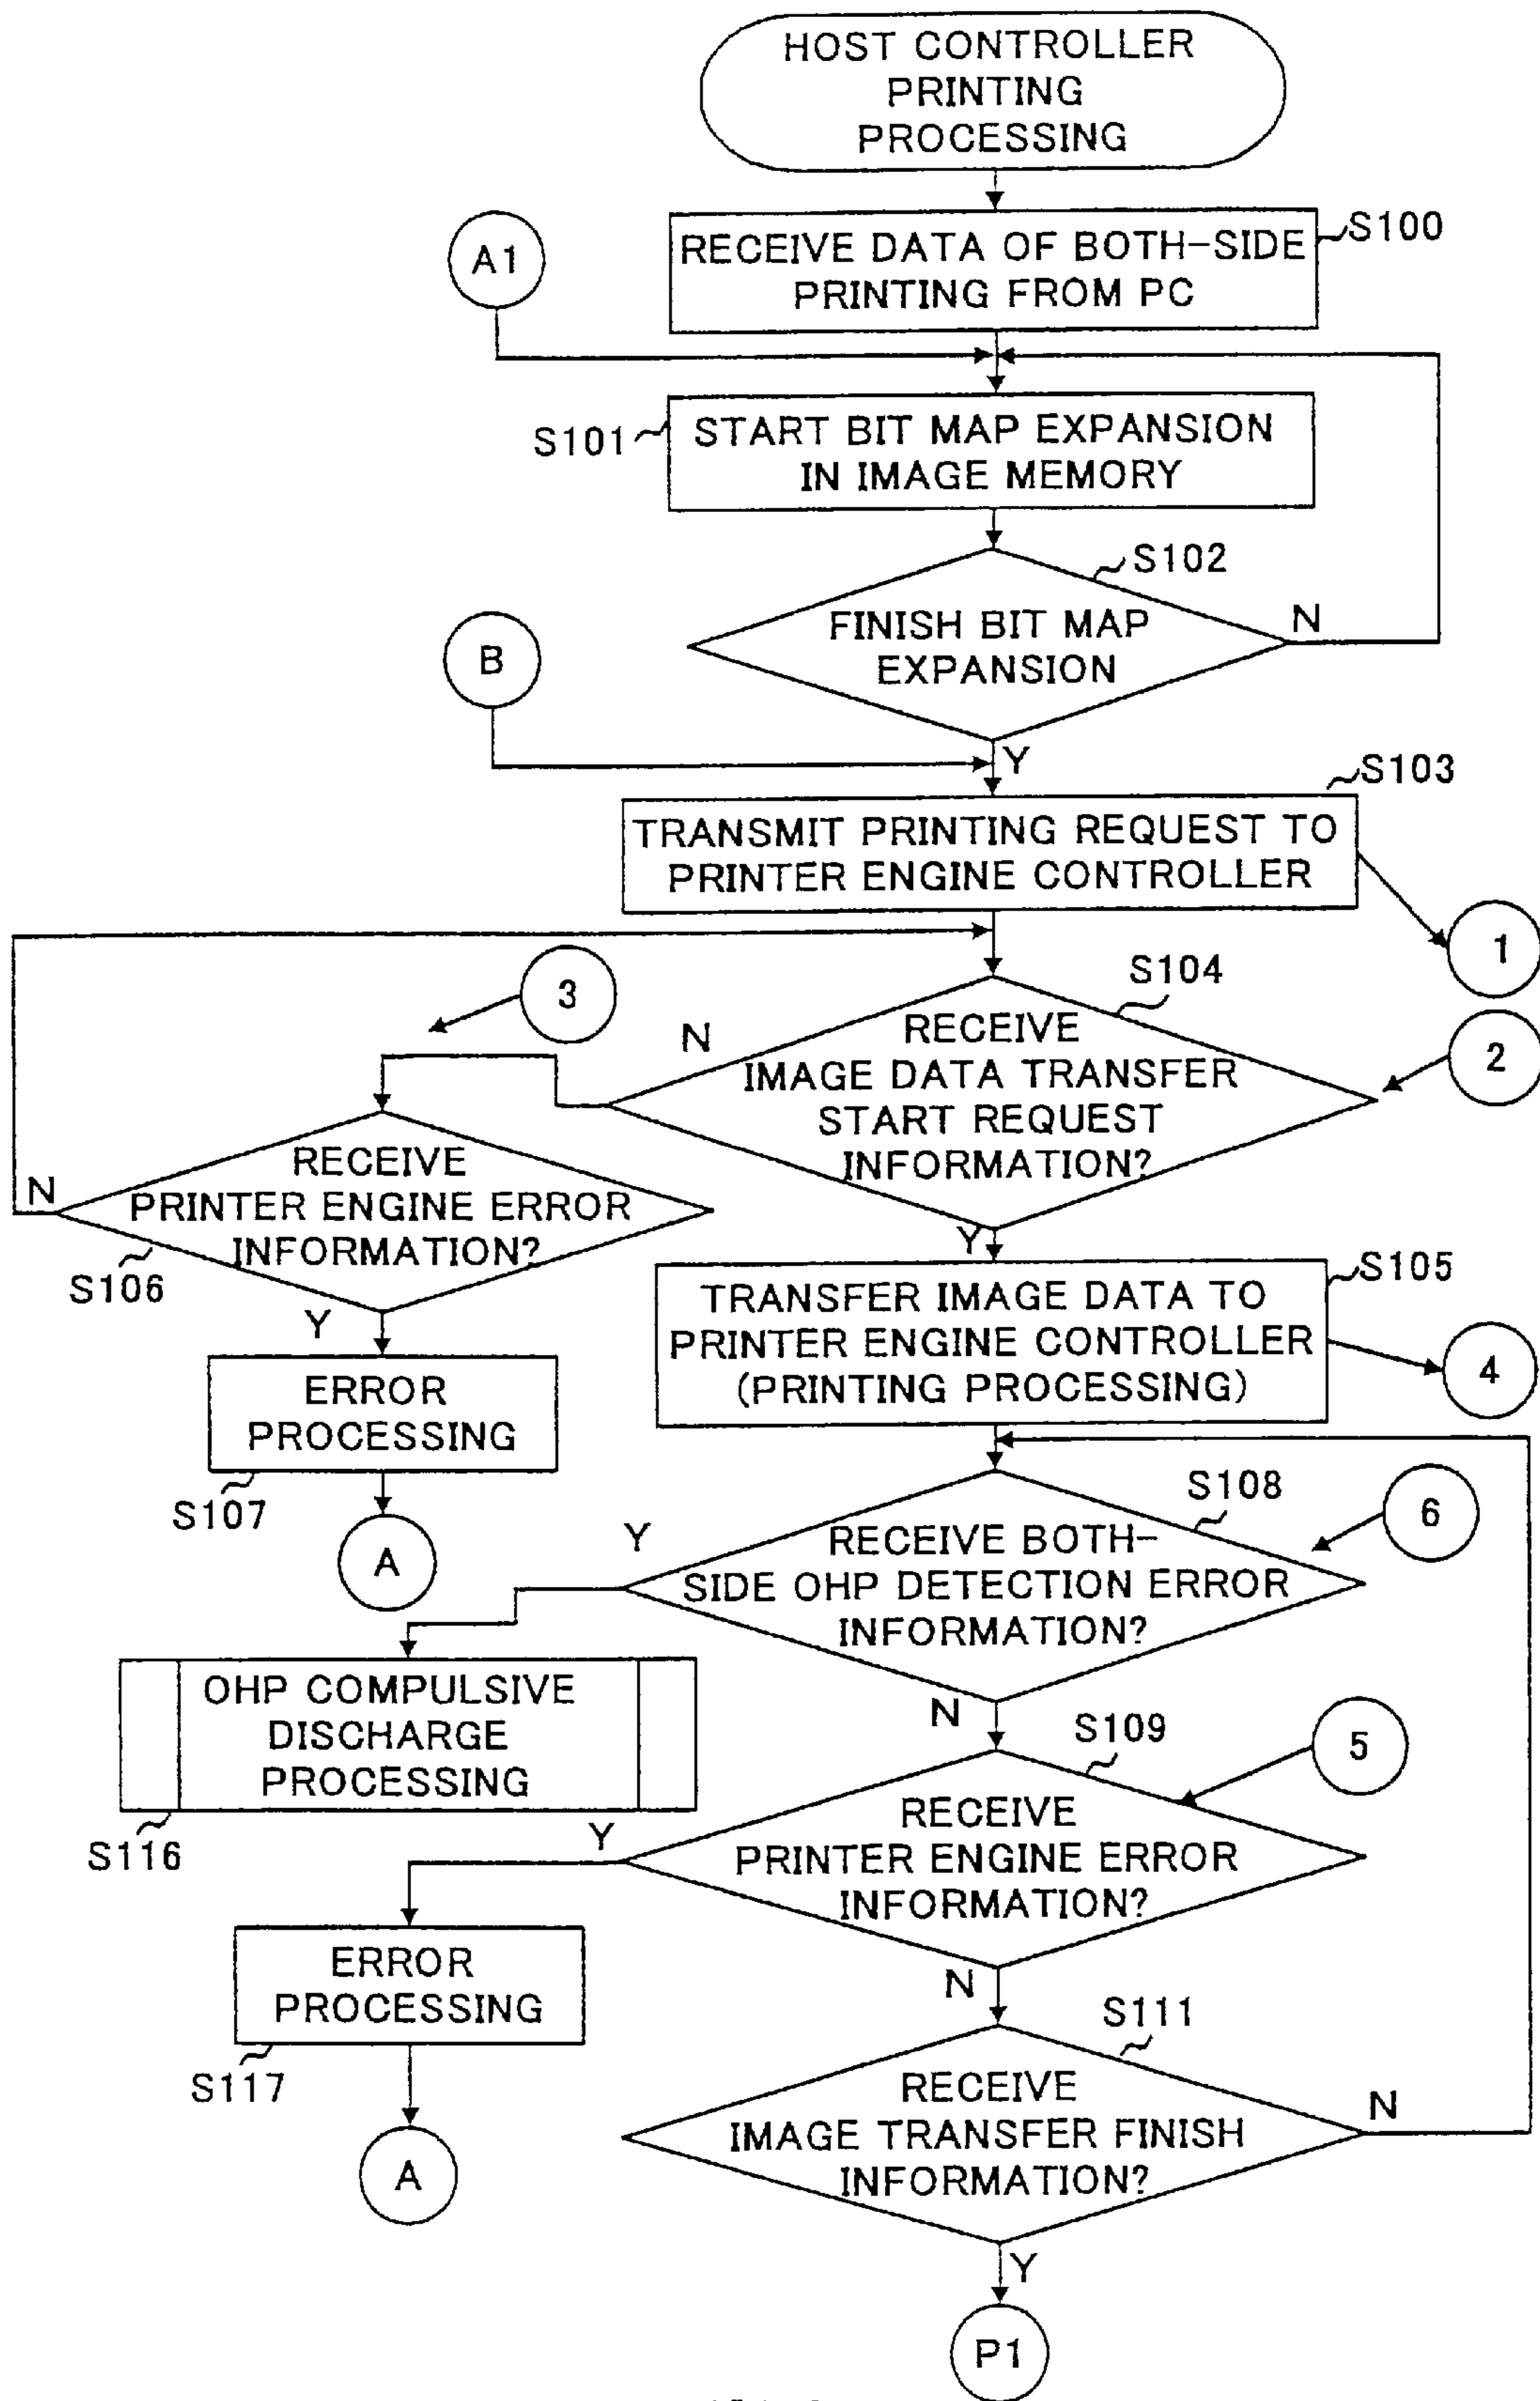 HOST CONTROLLER
PRINTING
PROCESSING
S100
RECEIVE DATA OF BOTH-SIDE
PRINTING FROM PC
A1
S101
START BIT MAP EXPANSION
IN IMAGE MEMORY
S102
FINISH BIT MAP
EXPANSION
N
B
Y
S103
TRANSMIT PRINTING REQUEST TO
PRINTER ENGINE CONTROLLER
1
S104
3
N
RECEIVE
IMAGE DATA TRANSFER
START REQUEST
INFORMATION?
2
RECEIVE
PRINTER ENGINE ERROR
INFORMATION?
N
S106
Y
Y
S105
TRANSFER IMAGE DATA TO
PRINTER ENGINE CONTROLLER
(PRINTING PROCESSING)
4
ERROR
PROCESSING
S107
A
S108
6
Y
RECEIVE BOTH-
SIDE OHP DETECTION ERROR
INFORMATION?
OHP COMPULSIVE
DISCHARGE
PROCESSING
S116
N
S109
5
Y
RECEIVE
PRINTER ENGINE ERROR
INFORMATION?
ERROR
PROCESSING
S117
A
N
S111
RECEIVE
IMAGE TRANSFER FINISH
INFORMATION?
N
Y
P1